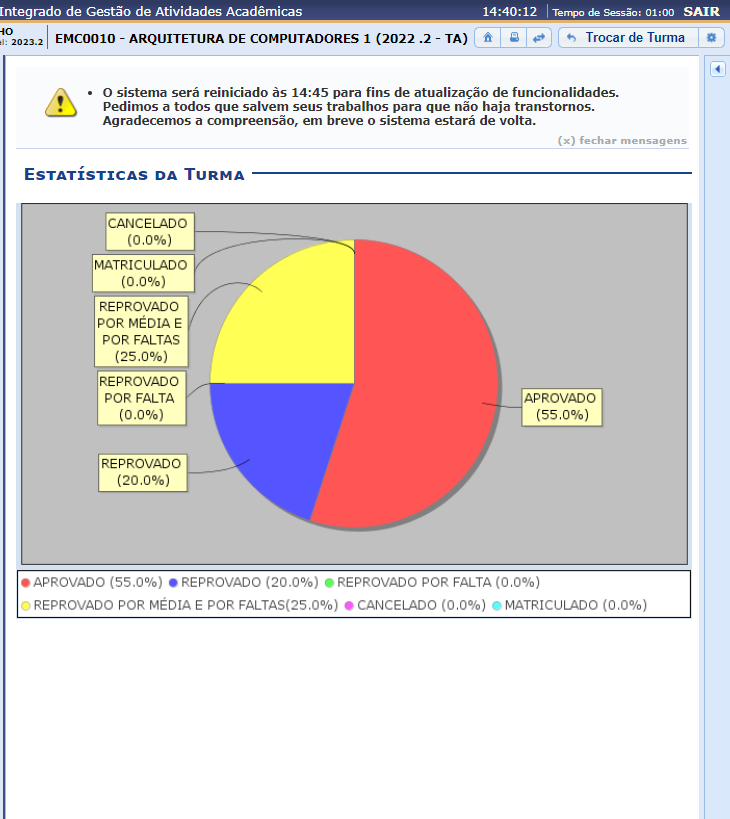 Integrado de Gestão de Atividades Acadêmicas 14:40:12 Tempo de Sessão: 01:00 SAIR
HO
el: 2023.2
EMC0010 - ARQUITETURA DE COMPUTADORES 1 (2022 .2 - TA) Trocar de Turma
• O sistema será reiniciado às 14:45 para fins de atualização de funcionalidades.
Pedimos a todos que salvem seus trabalhos para que não haja transtornos.
Agradecemos a compreensão, em breve o sistema estará de volta.
(x) fechar mensagens
Estatísticas da Turma
CANCELADO
(0.0%)
MATRICULADO
(0.0%)
REPROVADO
POR MÉDIA E
POR FALTAS
(25.0%)
REPROVADO
POR FALTA
(0.0%)
REPROVADO
(20.0%)
APROVADO
(55.0%)
APROVADO (55.0%) REPROVADO (20.0%) REPROVADO POR FALTA (0.0%)
REPROVADO POR MÉDIA E POR FALTAS(25.0%) CANCELADO (0.0%) MATRICULADO (0.0%)